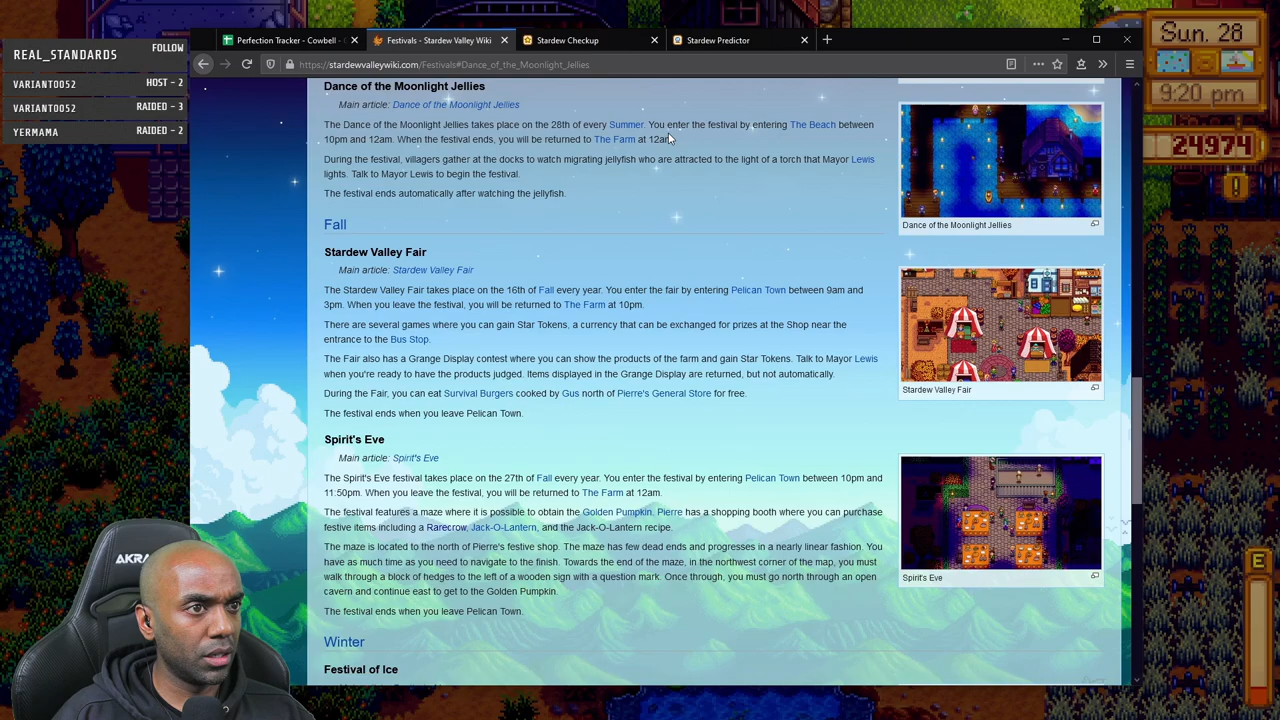 REAL_STANDARDS
FOLLOW
VARIANT0052
HOST - 2
VARIANT0052
RAIDED - 3
YERMAMA
RAIDED - 2
Perfection Tracker - Cowbell -
Festivals - Stardew Valley Wiki
Stardew Checkup
Stardew Predictor
https://stardewvalleywiki.com/Festivals#Dance_of_the_Moonlight_Jellies
Sun. 28
9:20 pm
24974
Dance of the Moonlight Jellies
Main article: Dance of the Moonlight Jellies
The Dance of the Moonlight Jellies takes place on the 28th of every Summer. You enter the festival by entering The Beach between
10pm and 12am. When the festival ends, you will be returned to The Farm at 12am.
During the festival, villagers gather at the docks to watch migrating jellyfish who are attracted to the light of a torch that Mayor Lewis
lights. Talk to Mayor Lewis to begin the festival.
The festival ends automatically after watching the jellyfish.
Dance of the Moonlight Jellies
Fall
Stardew Valley Fair
Main article: Stardew Valley Fair
The Stardew Valley Fair takes place on the 16th of Fall every year. You enter the fair by entering Pelican Town between 9am and
3pm. When you leave the festival, you will be returned to The Farm at 10pm.
There are several games where you can gain Star Tokens, a currency that can be exchanged for prizes at the Shop near the
entrance to the Bus Stop.
The Fair also has a Grange Display contest where you can show the products of the farm and gain Star Tokens. Talk to Mayor Lewis
when you're ready to have the products judged. Items displayed in the Grange Display are returned, but not automatically.
During the Fair, you can eat Survival Burgers cooked by Gus north of Pierre's General Store for free.
The festival ends when you leave Pelican Town.
Stardew Valley Fair
Spirit's Eve
Main article: Spirit's Eve
The Spirit's Eve festival takes place on the 27th of Fall every year. You enter the festival by entering Pelican Town between 10pm and
11:50pm. When you leave the festival, you will be returned to The Farm at 12am.
The festival features a maze where it is possible to obtain the Golden Pumpkin. Pierre has a shopping booth where you can purchase
festive items including a Rarecrow, Jack-O-Lantern, and the Jack-O-Lantern recipe.
The maze is located to the north of Pierre's festive shop. The maze has few dead ends and progresses in a nearly linear fashion. You
have as much time as you need to navigate to the finish. Towards the end of the maze, in the northwest corner of the map, you must
walk through a block of hedges to the left of a wooden sign with a question mark. Once through, you must go north through an open
cavern and continue east to get to the Golden Pumpkin.
The festival ends when you leave Pelican Town.
Spirit's Eve
Winter
Festival of Ice
AKRA
E